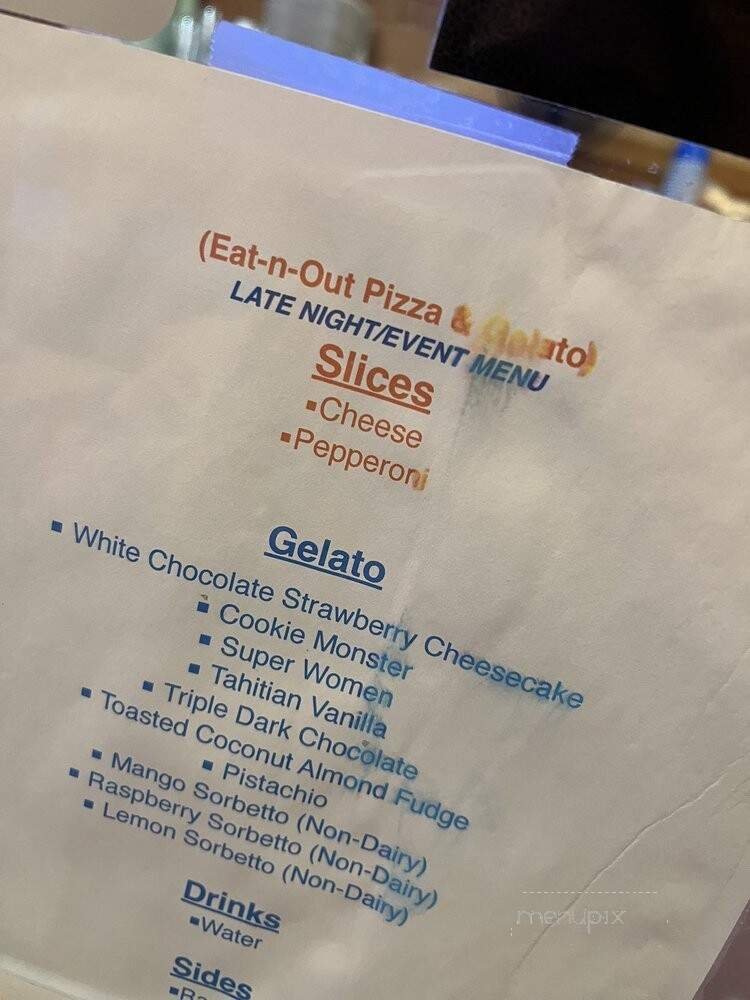 (Eat-n-Out Pizza & Gelato)
LATE NIGHT/EVENT MENU
Slices
▪Cheese
▪Pepperoni
Gelato
▪ White Chocolate Strawberry Cheesecake
▪ Cookie Monster
▪ Super Women
▪ Tahitian Vanilla
▪ Triple Dark Chocolate
▪ Toasted Coconut Almond Fudge
▪ Pistachio
▪ Mango Sorbetto (Non-Dairy)
▪ Raspberry Sorbetto (Non-Dairy)
▪ Lemon Sorbetto (Non-Dairy)
Drinks
▪Water
Sides
menupix